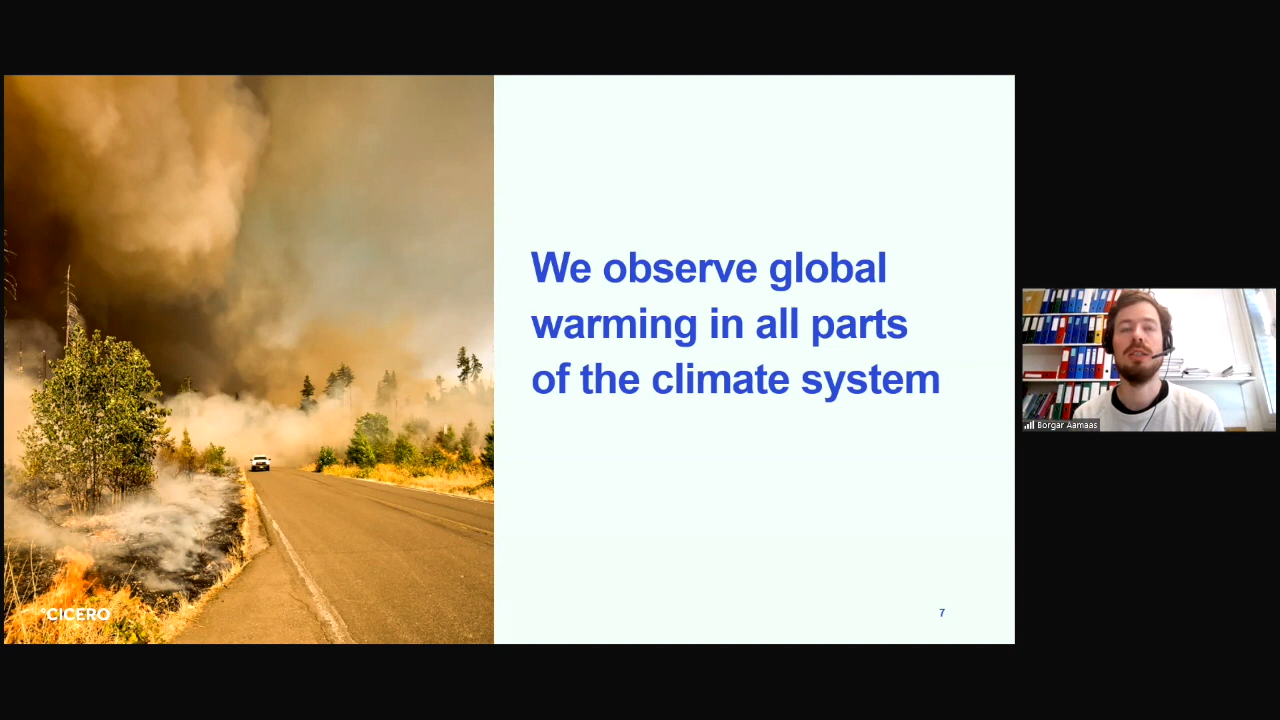 We observe global
warming in all parts
of the climate system
°CICERO
7
Borgar Aamaas